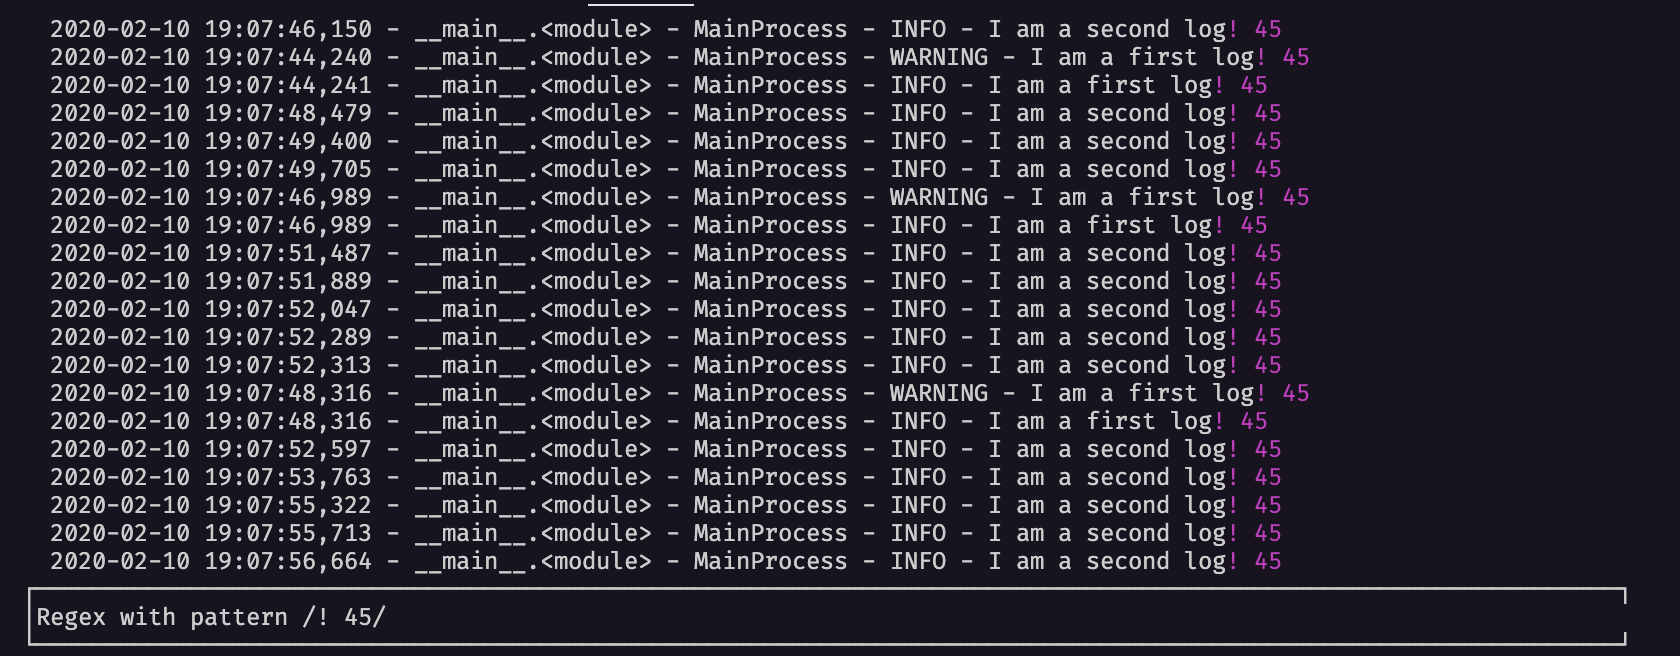 2020-02-10 19:07:46,150 - __main__.<module> - MainProcess - INFO - I am a second log! 45
2020-02-10 19:07:44,240 - __main__.<module> - MainProcess - WARNING - I am a first log! 45
2020-02-10 19:07:44,241 - __main__.<module> - MainProcess - INFO - I am a first log! 45
2020-02-10 19:07:48,479 - __main__.<module> - MainProcess - INFO - I am a second log! 45
2020-02-10 19:07:49,400 - __main__.<module> - MainProcess - INFO - I am a second log! 45
2020-02-10 19:07:49,705 - __main__.<module> - MainProcess - INFO - I am a second log! 45
2020-02-10 19:07:46,989 - __main__.<module> - MainProcess - WARNING - I am a first log! 45
2020-02-10 19:07:46,989 - __main__.<module> - MainProcess - INFO - I am a first log! 45
2020-02-10 19:07:51,487 - __main__.<module> - MainProcess - INFO - I am a second log! 45
2020-02-10 19:07:51,889 - __main__.<module> - MainProcess - INFO - I am a second log! 45
2020-02-10 19:07:52,047 - __main__.<module> - MainProcess - INFO - I am a second log! 45
2020-02-10 19:07:52,289 - __main__.<module> - MainProcess - INFO - I am a second log! 45
2020-02-10 19:07:52,313 - __main__.<module> - MainProcess - INFO - I am a second log! 45
2020-02-10 19:07:48,316 - __main__.<module> - MainProcess - WARNING - I am a first log! 45
2020-02-10 19:07:48,316 - __main__.<module> - MainProcess - INFO - I am a first log! 45
2020-02-10 19:07:52,597 - __main__.<module> - MainProcess - INFO - I am a second log! 45
2020-02-10 19:07:53,763 - __main__.<module> - MainProcess - INFO - I am a second log! 45
2020-02-10 19:07:55,322 - __main__.<module> - MainProcess - INFO - I am a second log! 45
2020-02-10 19:07:55,713 - __main__.<module> - MainProcess - INFO - I am a second log! 45
2020-02-10 19:07:56,664 - __main__.<module> - MainProcess - INFO - I am a second log! 45
Regex with pattern /! 45/